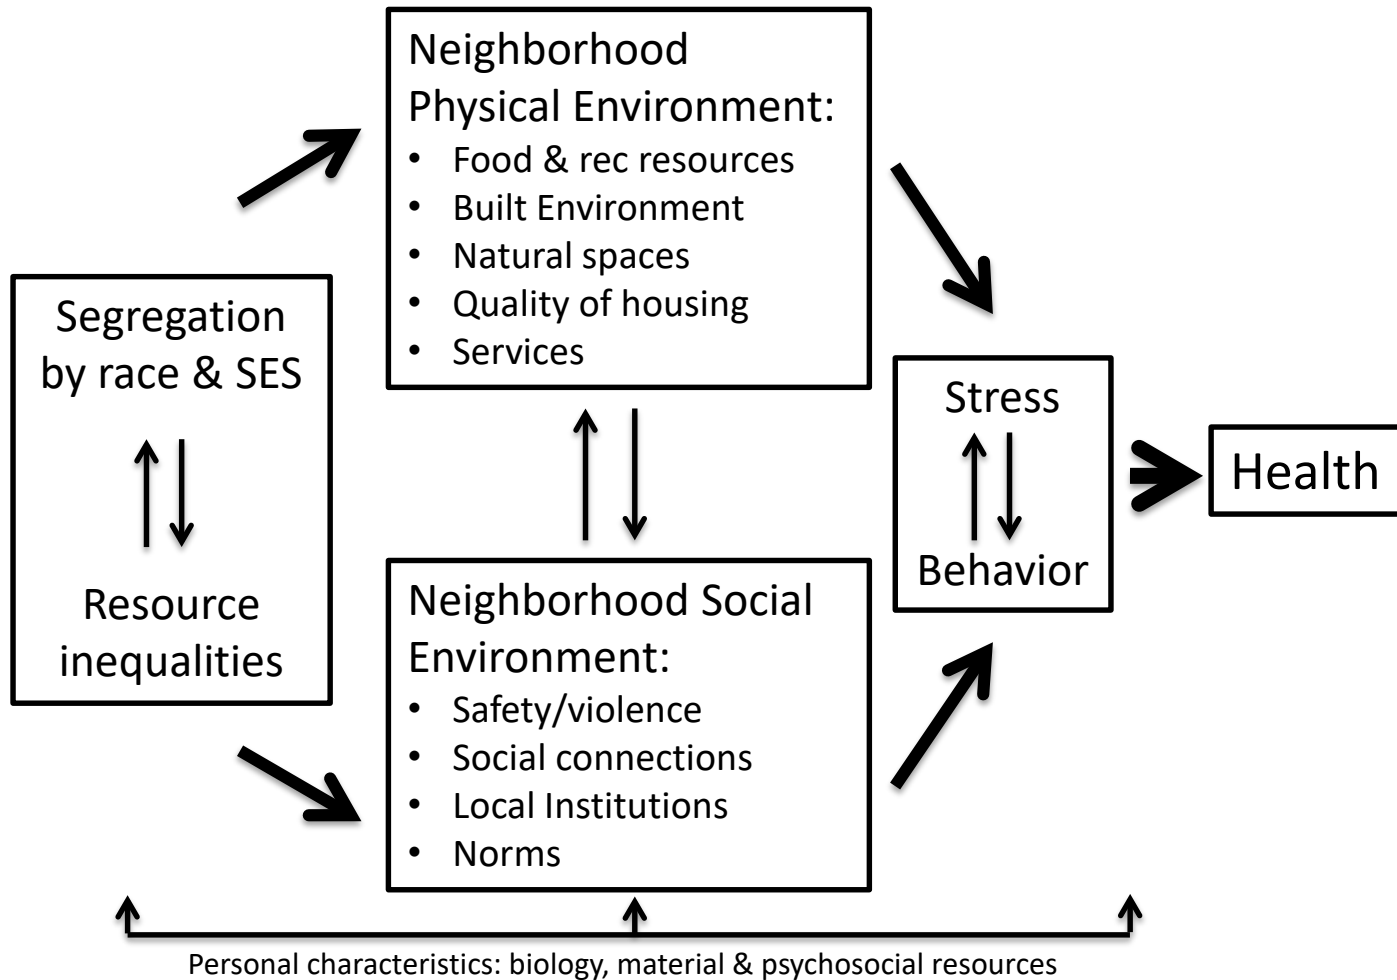 Neighborhood
Physical Environment:
• Food & rec resources
• Built Environment
• Natural spaces
• Quality of housing
• Services
Segregation
by race & SES
Resource
inequalities
Neighborhood Social
Environment:
• Safety/violence
• Social connections
• Local Institutions
• Norms
Stress
Behavior
Health
Personal characteristics: biology, material & psychosocial resources